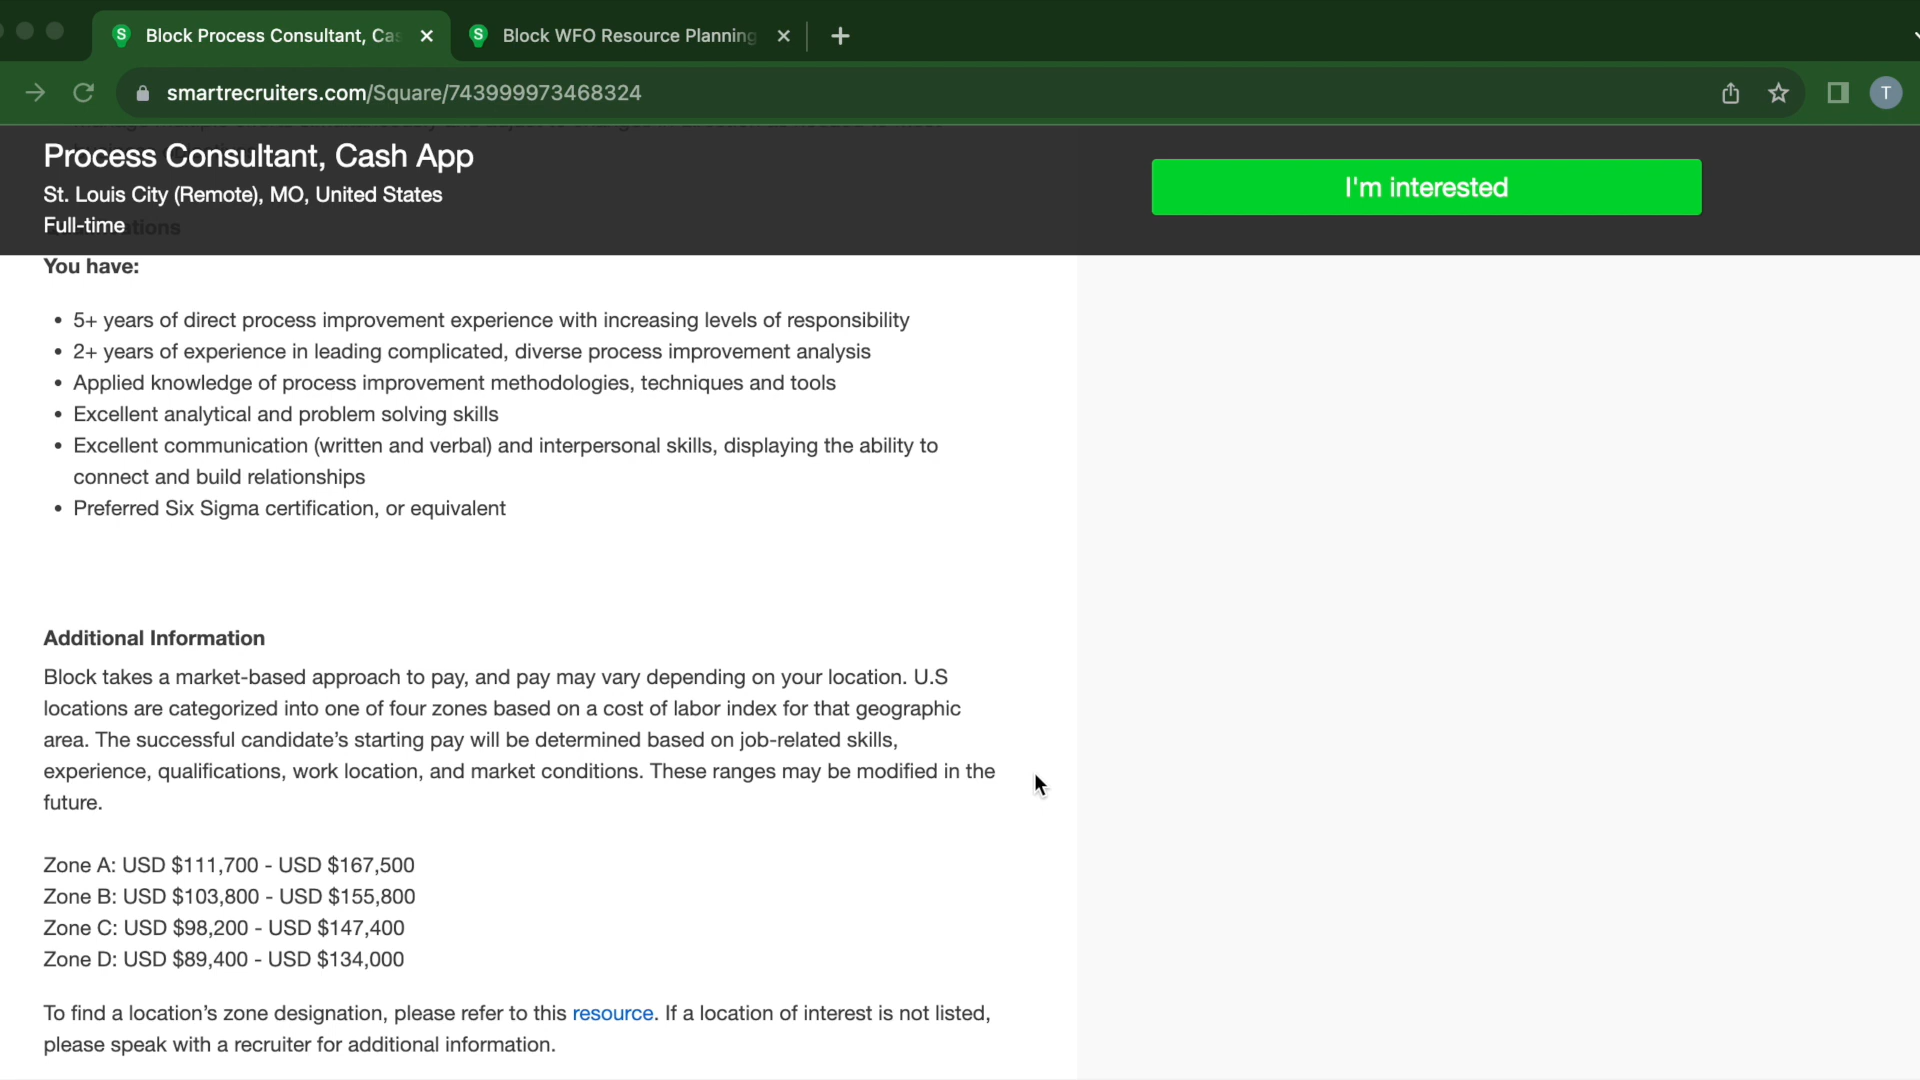 Block Process Consultant, Cas
Block WFO Resource Planning
smartrecruiters.com/Square/743999973468324
T
Process Consultant, Cash App
St. Louis City (Remote), MO, United States
Full-time
I'm interested
You have:
• 5+ years of direct process improvement experience with increasing levels of responsibility
• 2+ years of experience in leading complicated, diverse process improvement analysis
• Applied knowledge of process improvement methodologies, techniques and tools
• Excellent analytical and problem solving skills
• Excellent communication (written and verbal) and interpersonal skills, displaying the ability to
connect and build relationships
• Preferred Six Sigma certification, or equivalent
Additional Information
Block takes a market-based approach to pay, and pay may vary depending on your location. U.S
locations are categorized into one of four zones based on a cost of labor index for that geographic
area. The successful candidate’s starting pay will be determined based on job-related skills,
experience, qualifications, work location, and market conditions. These ranges may be modified in the
future.
Zone A: USD $111,700 - USD $167,500
Zone B: USD $103,800 - USD $155,800
Zone C: USD $98,200 - USD $147,400
Zone D: USD $89,400 - USD $134,000
To find a location’s zone designation, please refer to this resource. If a location of interest is not listed,
please speak with a recruiter for additional information.